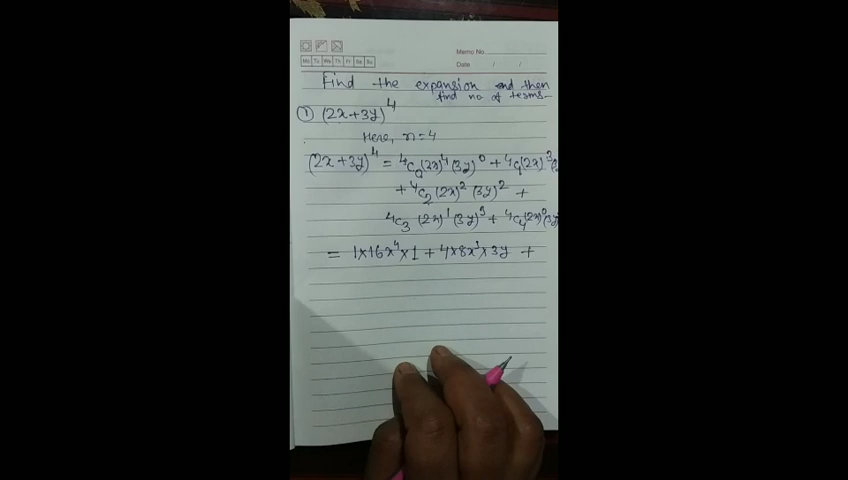 Memo No
Mo Tu We Th Fr Sa Su
Date / /
Find the expansion and then
find no of terms-
① (2x+3y)⁴
Here, n=4
(2x+3y)⁴ = ⁴C₀(2x)⁴(3y)⁰ + ⁴C₁(2x)³(3
+ ⁴C₂ (2x)² (3y)² +
⁴C₃ (2x)¹ (3y)³ + ⁴C₄(2x)⁰(3y
= 1×16x⁴×1 + 4×8x³×3y +